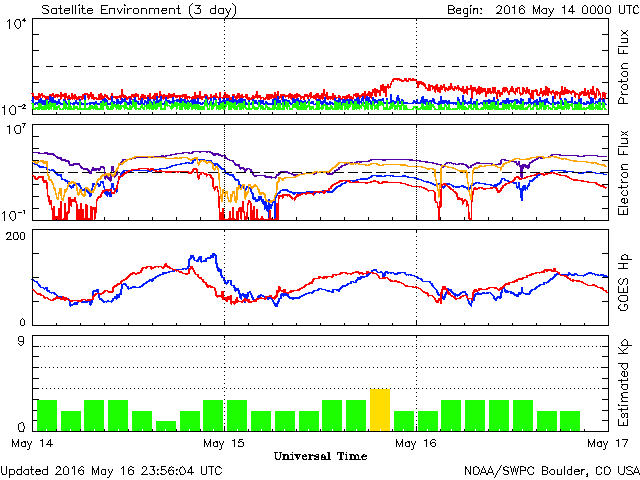 Satellite Environment (3 day) Begin: 2016 May 14 0000 UTC
10^4
10^-2
Proton Flux
10^7
10^-1
Electron Flux
200
0
GOES Hp
9
0
Estimated Kp
May 14 May 15 May 16 May 17
Universal Time
Updated 2016 May 16 23:56:04 UTC NOAA/SWPC Boulder, CO USA